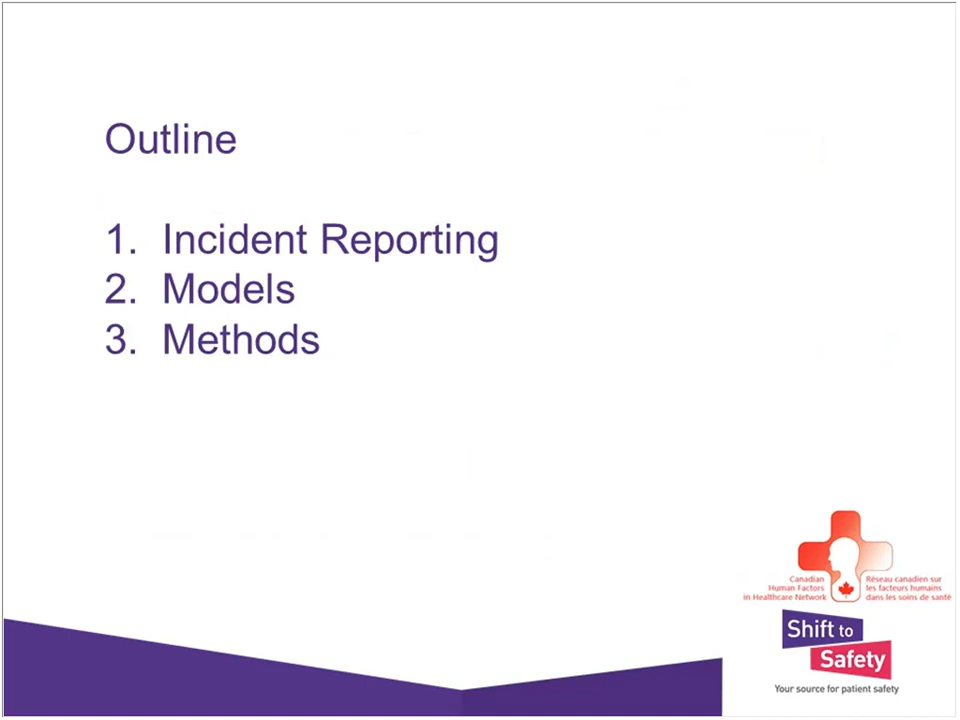 Outline
1. Incident Reporting
2. Models
3. Methods
Canadian
Human Factors
in Healthcare Network
Réseau canadien sur
les facteurs humains
dans les soins de santé
Shift to
Safety
Your source for patient safety